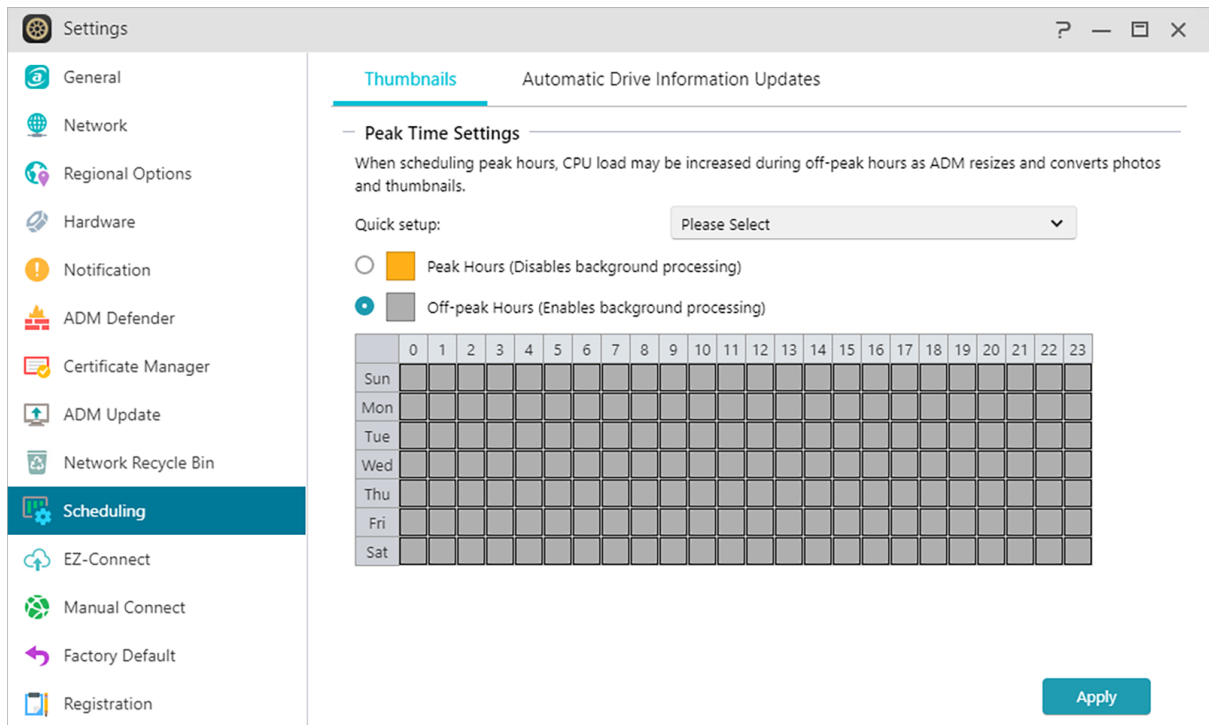 Settings
General
Network
Regional Options
Hardware
Notification
ADM Defender
Certificate Manager
ADM Update
Network Recycle Bin
Scheduling
EZ-Connect
Manual Connect
Factory Default
Registration
Thumbnails Automatic Drive Information Updates
Peak Time Settings
When scheduling peak hours, CPU load may be increased during off-peak hours as ADM resizes and converts photos
and thumbnails.
Quick setup: Please Select
Peak Hours (Disables background processing)
Off-peak Hours (Enables background processing)
0 1 2 3 4 5 6 7 8 9 10 11 12 13 14 15 16 17 18 19 20 21 22 23
Sun
Mon
Tue
Wed
Thu
Fri
Sat
Apply